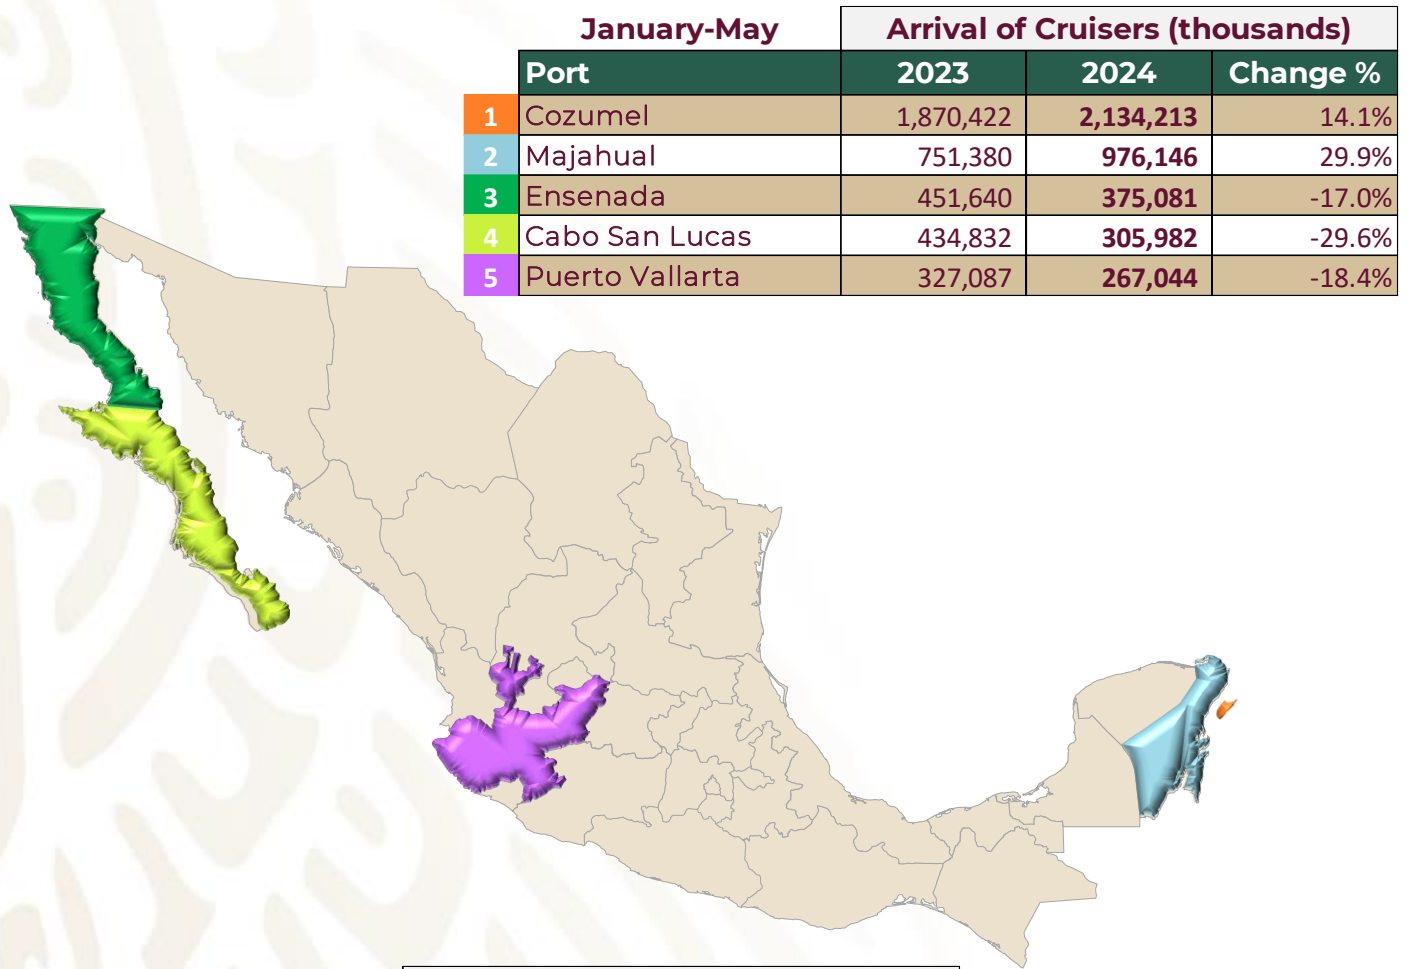 January-May Arrival of Cruisers (thousands)
Port 2023 2024 Change %
1 Cozumel 1,870,422 2,134,213 14.1%
2 Majahual 751,380 976,146 29.9%
3 Ensenada 451,640 375,081 -17.0%
4 Cabo San Lucas 434,832 305,982 -29.6%
5 Puerto Vallarta 327,087 267,044 -18.4%